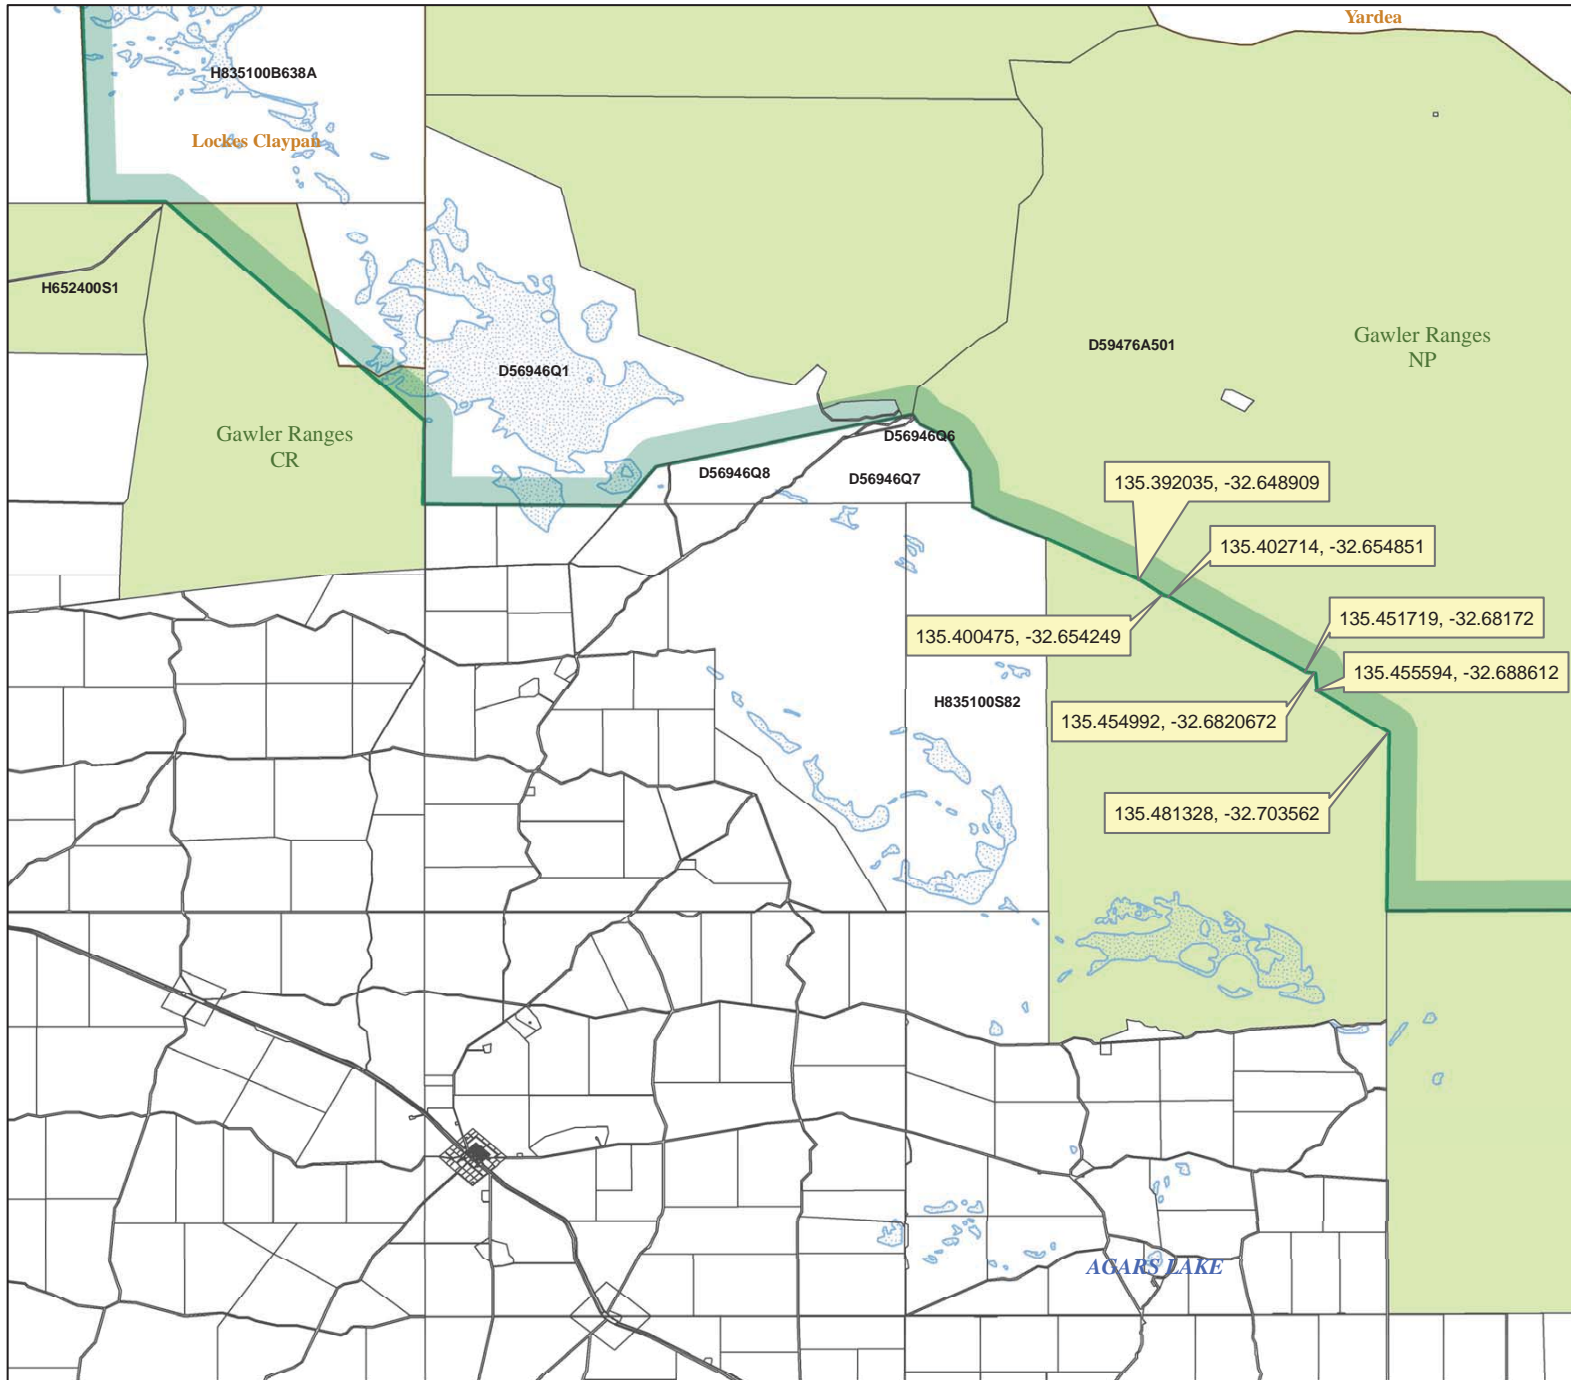 Yardea
H835100B638A
Lockes Claypan
H652400S1
D59476A501
Gawler Ranges
NP
D56946Q1
Gawler Ranges
CR
D56946Q6
D56946Q8
D56946Q7
135.392035, -32.648909
135.402714, -32.654851
135.400475, -32.654249
135.451719, -32.68172
135.455594, -32.688612
H835100S82
135.454992, -32.6820672
135.481328, -32.703562
AGARS LAKE